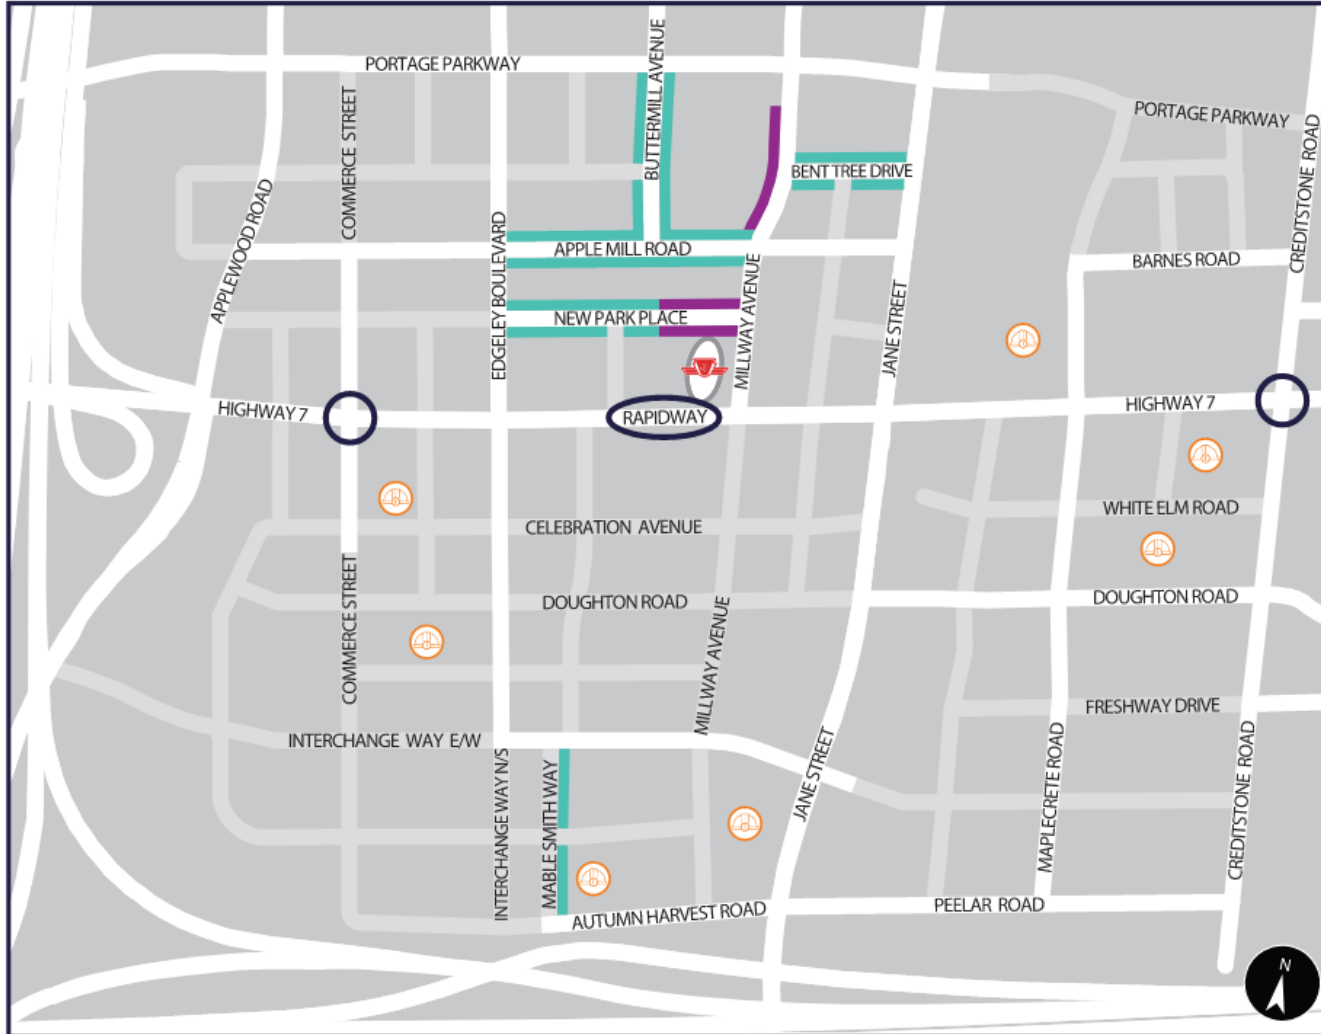 BUTTERMILL AVENUE
PORTAGE PARKWAY
COMMERCE STREET
PORTAGE PARKWAY
CREDITSTONE ROAD
BENT TREE DRIVE
APPLEWOOD ROAD
EDGELEY BOULEVARD
APPLE MILL ROAD
MILLWAY AVENUE
BARNES ROAD
JANE STREET
NEW PARK PLACE
HIGHWAY 7
RAPIDWAY
HIGHWAY 7
WHITE ELM ROAD
CELEBRATION AVENUE
COMMERCE STREET
DOUGHTON ROAD
MILLWAY AVENUE
DOUGHTON ROAD
FRESHWAY DRIVE
INTERCHANGE WAY E/W
JANE STREET
MAPLECRETE ROAD
CREDITSTONE ROAD
INTERCHANGE WAY N/S
MABLE SMITH WAY
AUTUMN HARVEST ROAD
PEELAR ROAD
N